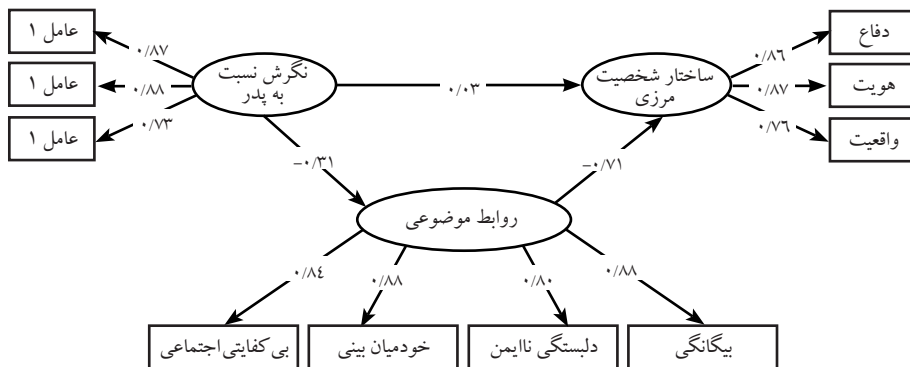 عامل ۱
عامل ۱
عامل ۱
۰/۸۷
۰/۸۸
۰/۷۳
نگرش نسبت
به پدر
۰/۰۳
ساختار شخصیت
مرزی
۰/۸۶
۰/۸۷
۰/۷۶
دفاع
هویت
واقعیت
−۰/۳۱
−۰/۷۱
روابط موضوعی
۰/۸۴
۰/۸۸
۰/۸۰
۰/۸۸
بی کفایتی اجتماعی
خودمیان بینی
دلبستگی ناایمن
بیگانگی